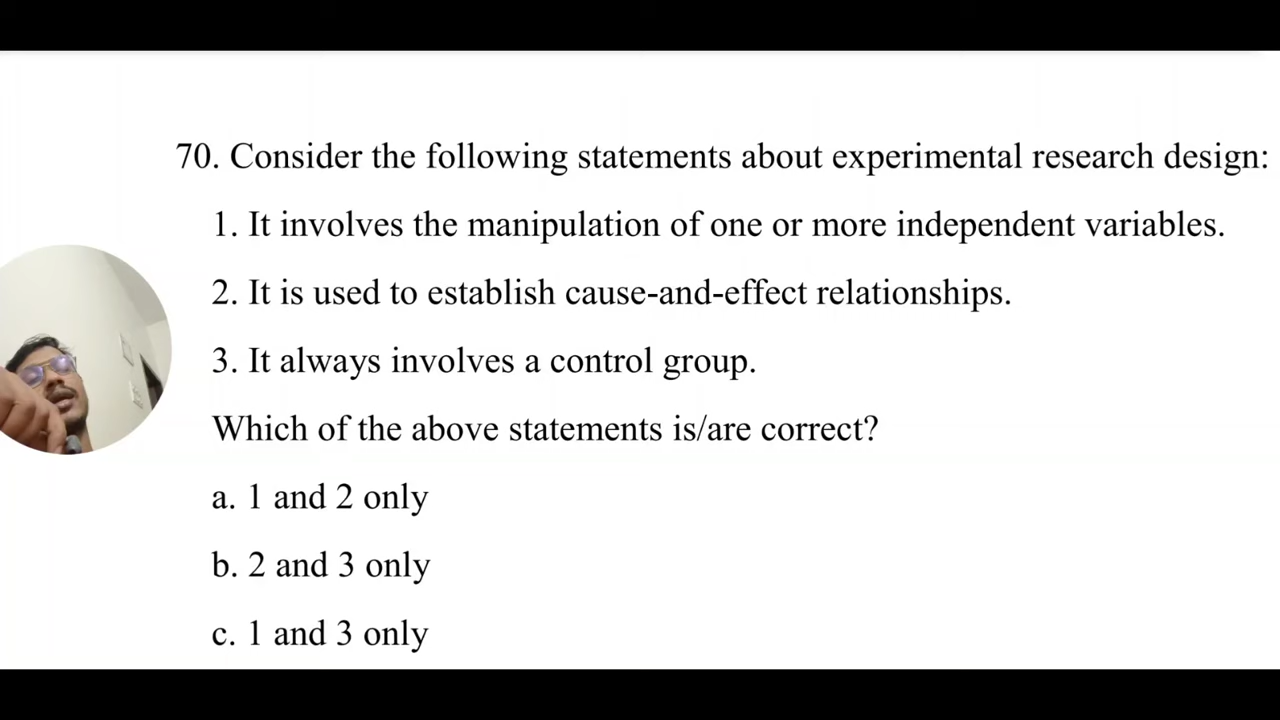 70. Consider the following statements about experimental research design:
1. It involves the manipulation of one or more independent variables.
2. It is used to establish cause-and-effect relationships.
3. It always involves a control group.
Which of the above statements is/are correct?
a. 1 and 2 only
b. 2 and 3 only
c. 1 and 3 only